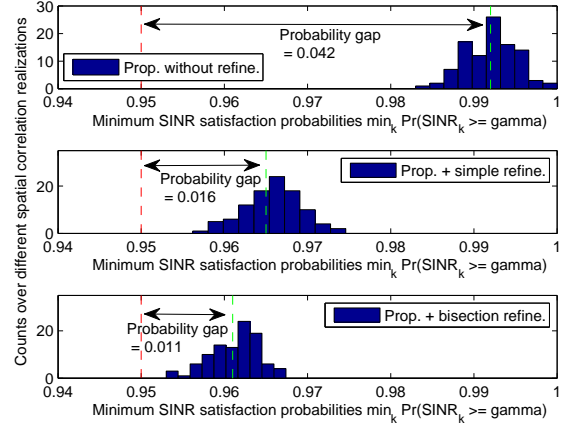 Counts over different spatial correlation realizations
30
20
10
0
Probability gap
= 0.042
Prop. without refine.
0.94 0.95 0.96 0.97 0.98 0.99 1
Minimum SINR satisfaction probabilities min_k Pr(SINR_k >= gamma)
20
0
Probability gap
= 0.016
Prop. + simple refine.
0.94 0.95 0.96 0.97 0.98 0.99 1
Minimum SINR satisfaction probabilities min_k Pr(SINR_k >= gamma)
20
0
Probability gap
= 0.011
Prop. + bisection refine.
0.94 0.95 0.96 0.97 0.98 0.99 1
Minimum SINR satisfaction probabilities min_k Pr(SINR_k >= gamma)